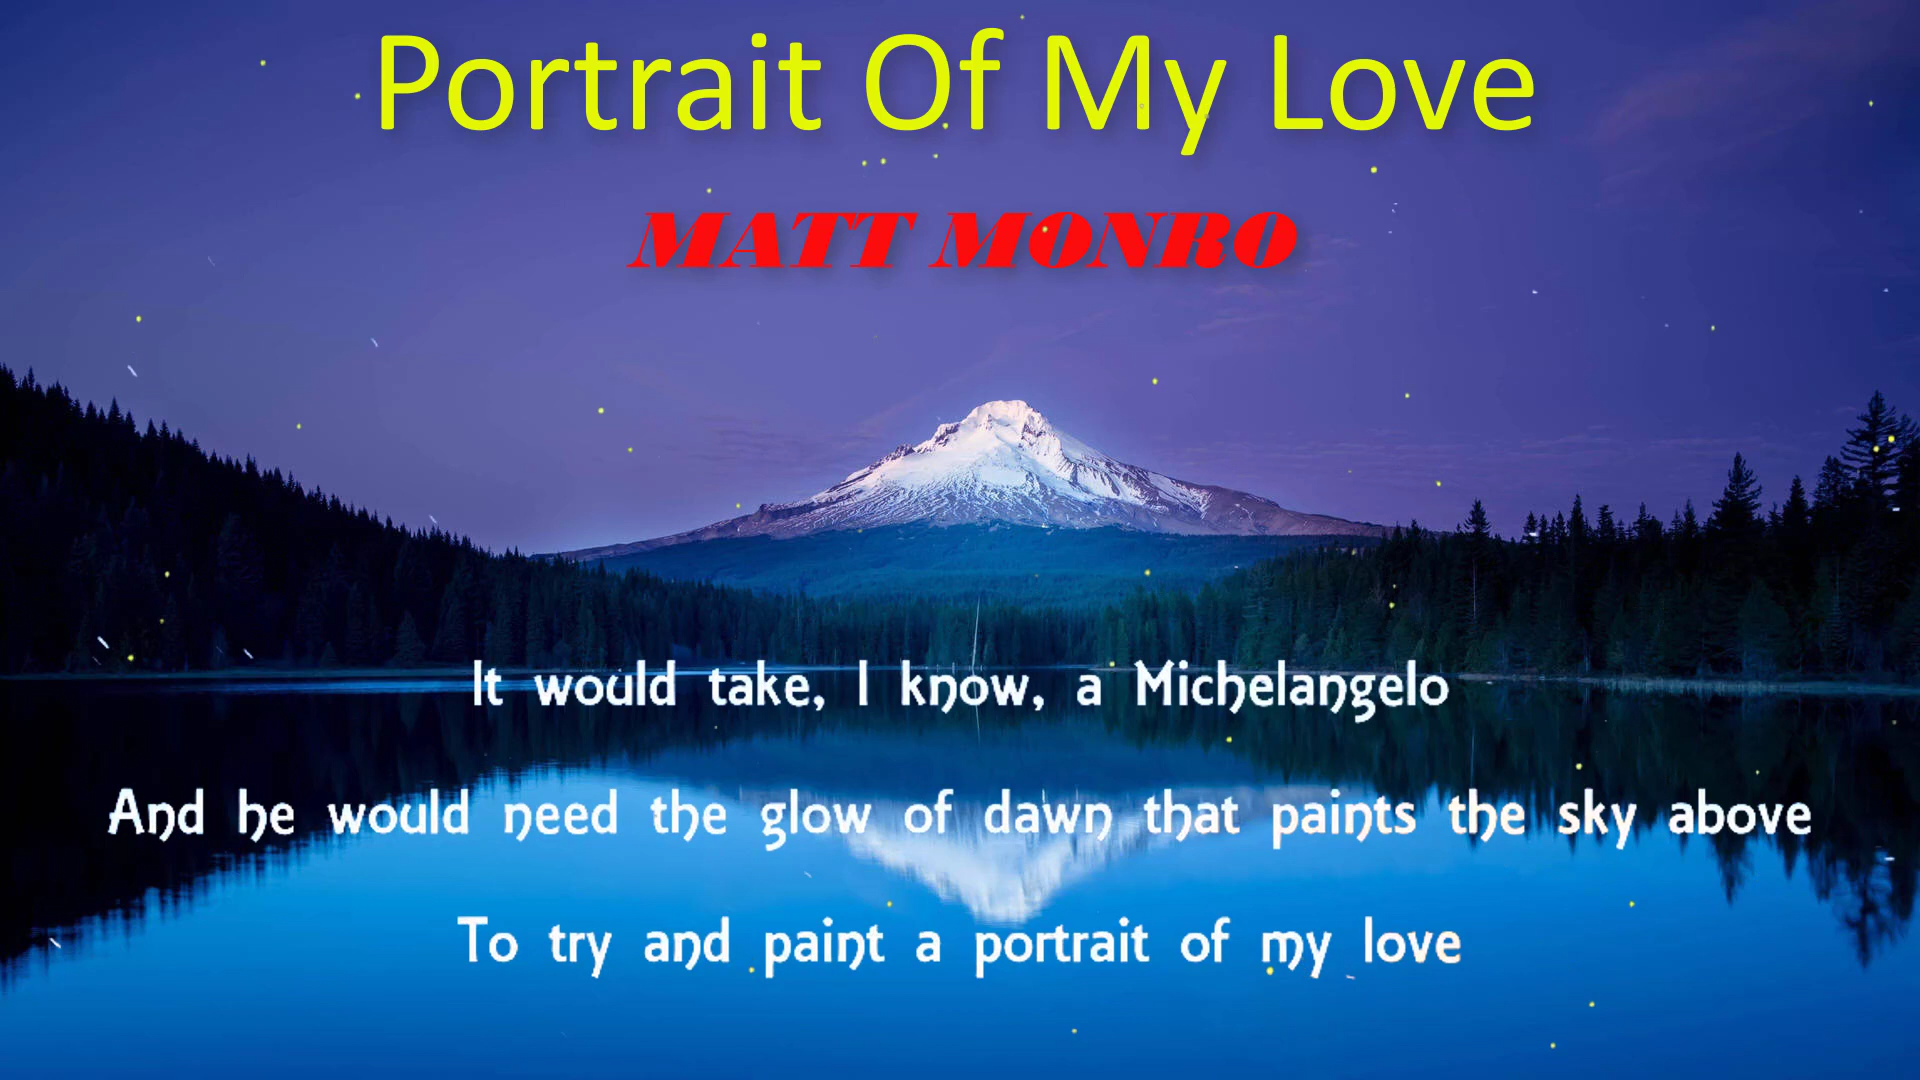 Portrait Of My Love
MATT MONRO
It would take, I know, a Michelangelo
And he would need the glow of dawn that paints the sky above
To try and paint a portrait of my love